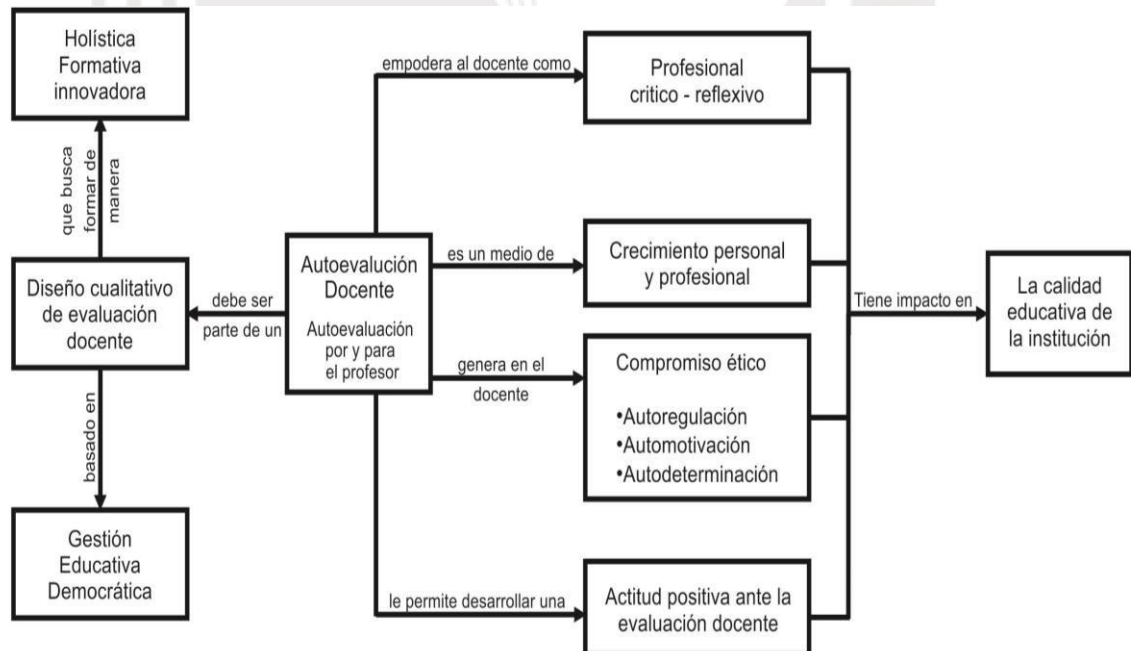 Holística
Formativa
innovadora
que busca
formar de
manera
Diseño cualitativo
de evaluación
docente
basado en
Gestión
Educativa
Democrática
debe ser
parte de un
Autoevalución
Docente
Autoevaluación
por y para
el profesor
empodera al docente como
Profesional
critico - reflexivo
es un medio de
Crecimiento personal
y profesional
genera en el
docente
Compromiso ético
•Autoregulación
•Automotivación
•Autodeterminación
le permite desarrollar una
Actitud positiva ante la
evaluación docente
Tiene impacto en
La calidad
educativa de
la institución